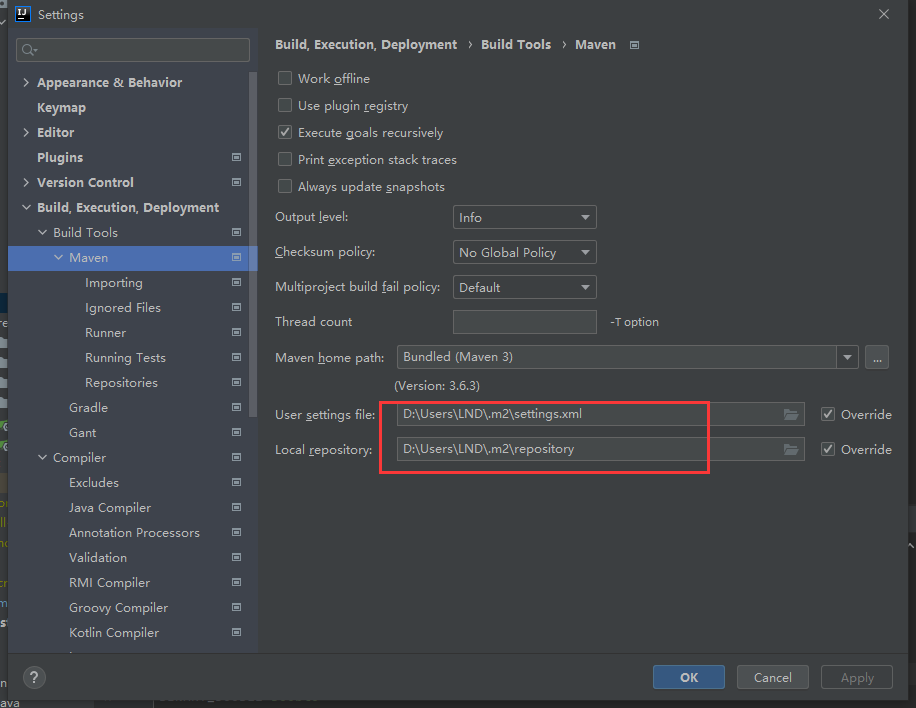 Settings
Build, Execution, Deployment › Build Tools › Maven
Appearance & Behavior
Keymap
Editor
Plugins
Version Control
Build, Execution, Deployment
Build Tools
Maven
Importing
Ignored Files
Runner
Running Tests
Repositories
Gradle
Gant
Compiler
Excludes
Java Compiler
Annotation Processors
Validation
RMI Compiler
Groovy Compiler
Kotlin Compiler
Work offline
Use plugin registry
Execute goals recursively
Print exception stack traces
Always update snapshots
Output level: Info
Checksum policy: No Global Policy
Multiproject build fail policy: Default
Thread count -T option
Maven home path: Bundled (Maven 3) ...
(Version: 3.6.3)
User settings file: D:\Users\LND\.m2\settings.xml Override
Local repository: D:\Users\LND\.m2\repository Override
? OK Cancel Apply
ava